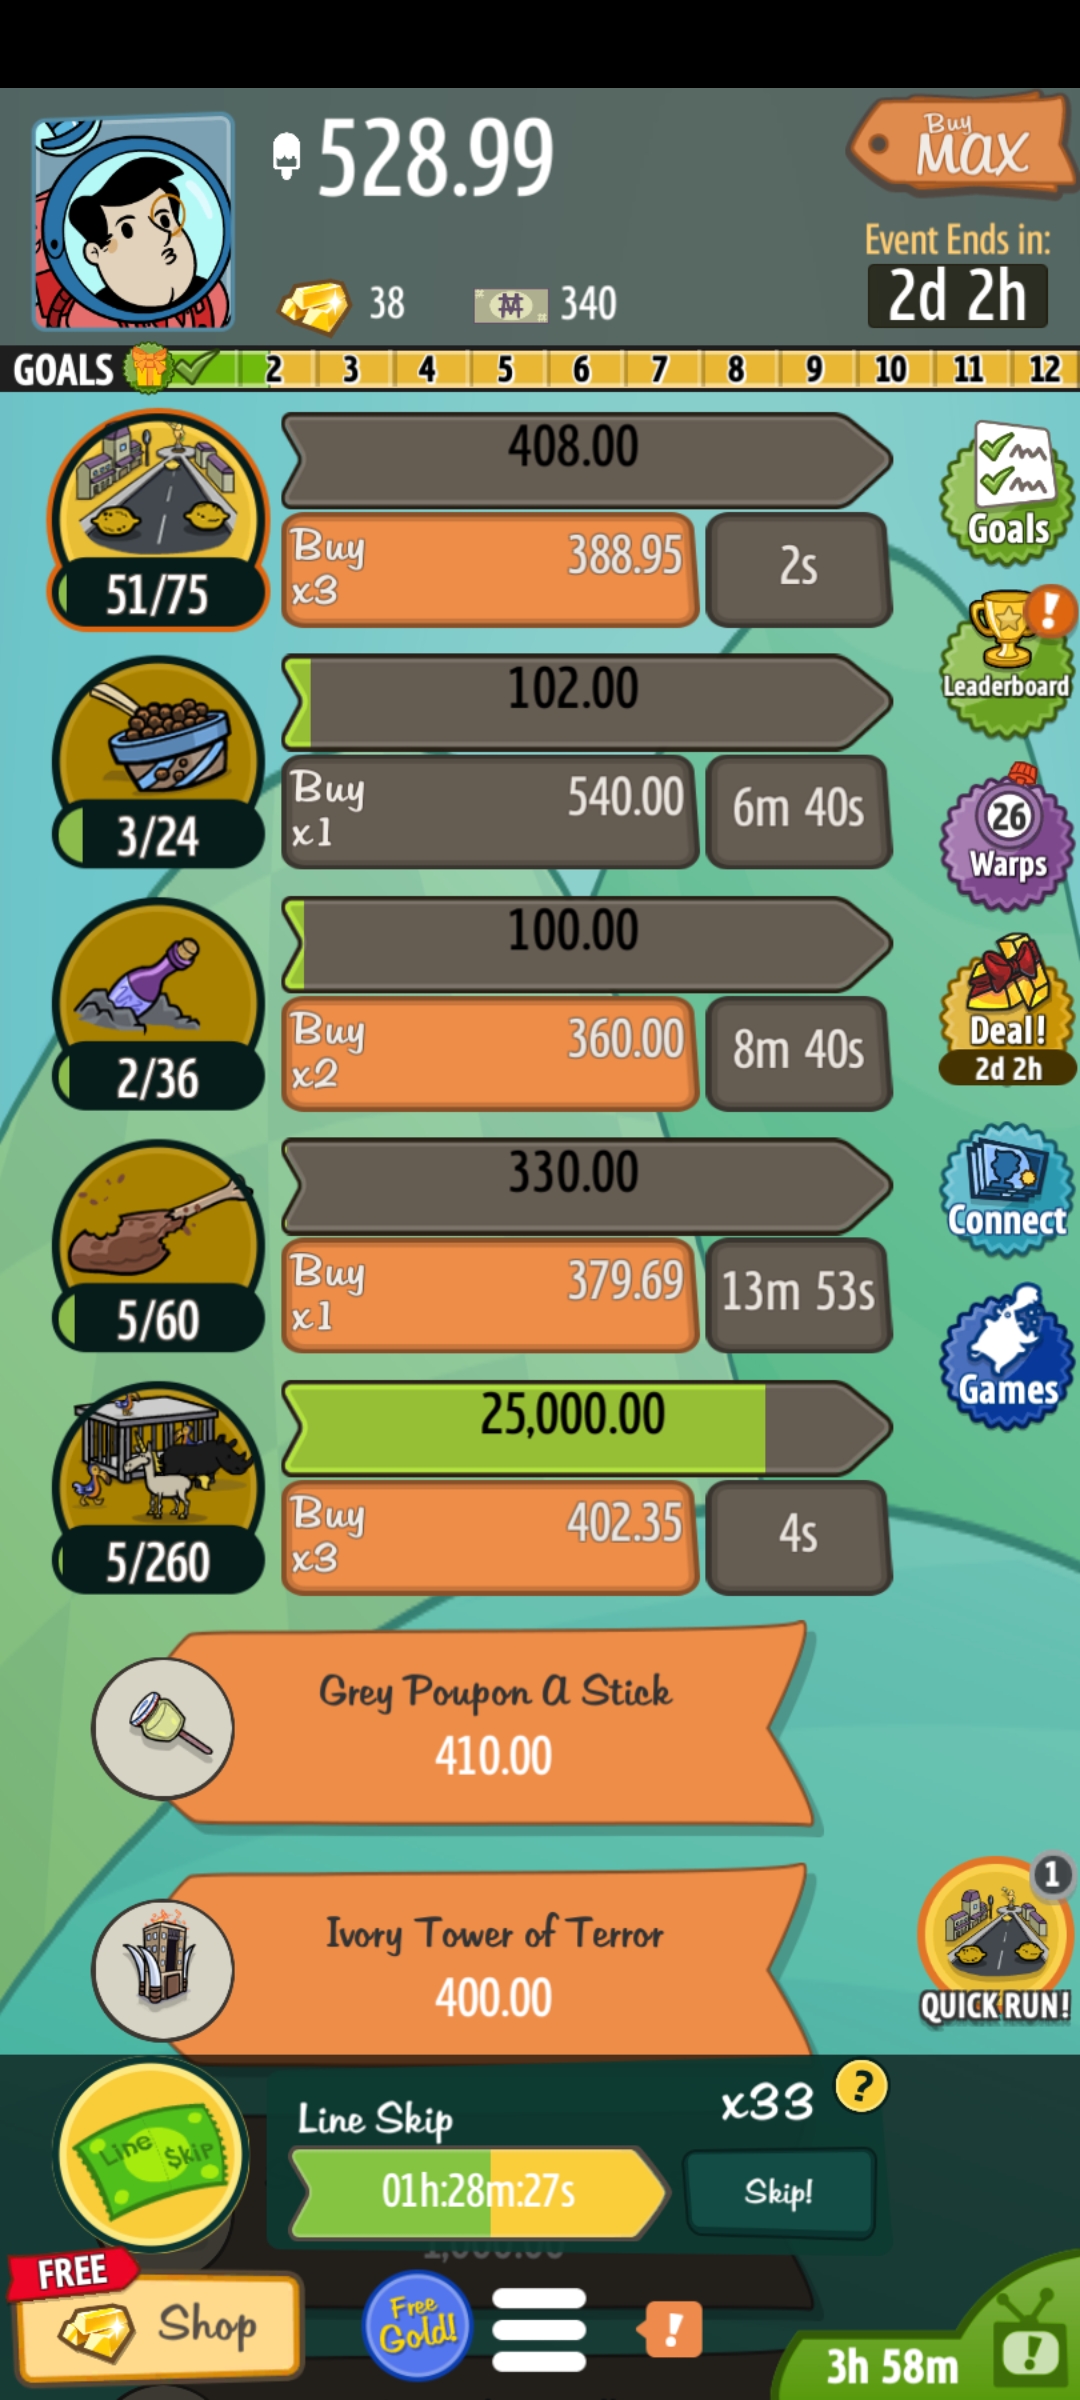 528.99
Buy
MAX
Event Ends in:
2d 2h
38
340
GOALS 2 3 4 5 6 7 8 9 10 11 12
408.00
Buy
x3
388.95
2s
51/75
Goals
102.00
Buy
x1
540.00
6m 40s
3/24
!
Leaderboard
100.00
Buy
x2
360.00
8m 40s
2/36
26
Warps
330.00
Buy
x1
379.69
13m 53s
5/60
Deal!
2d 2h
25,000.00
Buy
x3
402.35
4s
5/260
Connect
Games
Grey Poupon A Stick
410.00
Ivory Tower of Terror
400.00
1
QUICK RUN!
Line $kip
Line Skip
x33
?
01h:28m:27s
Skip!
1,000.00
FREE
Shop
Free
Gold!
!
3h 58m
!